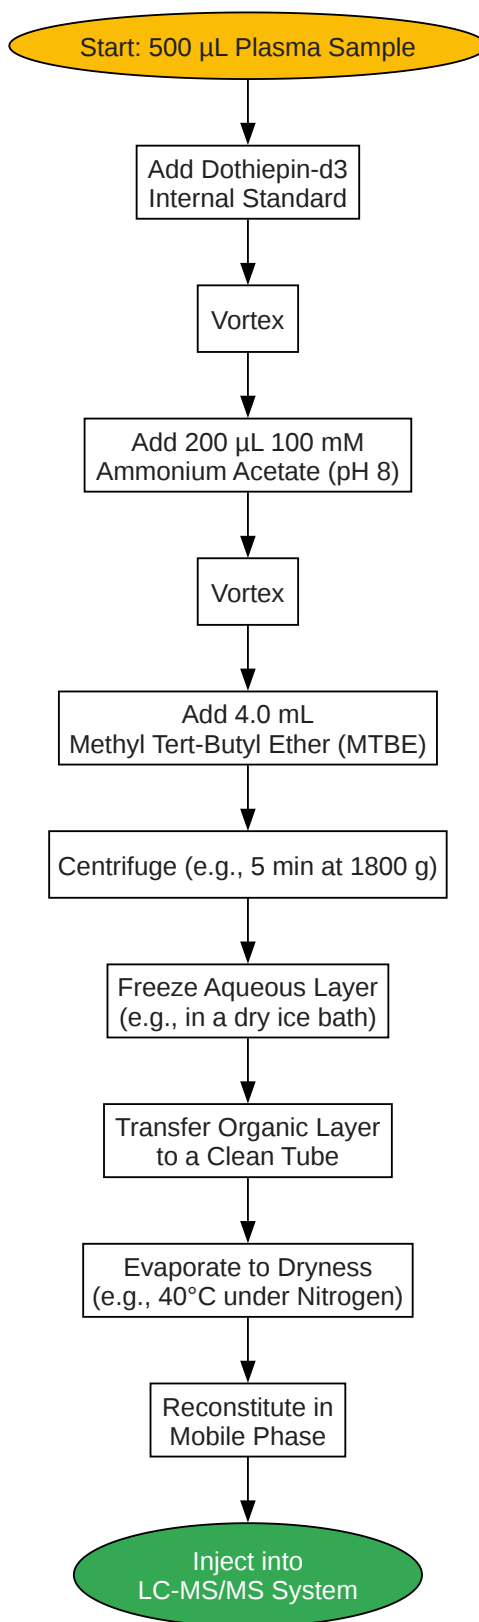 Start: 500 µL Plasma Sample
Add Dothiepin-d3
Internal Standard
Vortex
Add 200 µL 100 mM
Ammonium Acetate (pH 8)
Vortex
Add 4.0 mL
Methyl Tert-Butyl Ether (MTBE)
Centrifuge (e.g., 5 min at 1800 g)
Freeze Aqueous Layer
(e.g., in a dry ice bath)
Transfer Organic Layer
to a Clean Tube
Evaporate to Dryness
(e.g., 40°C under Nitrogen)
Reconstitute in
Mobile Phase
Inject into
LC-MS/MS System